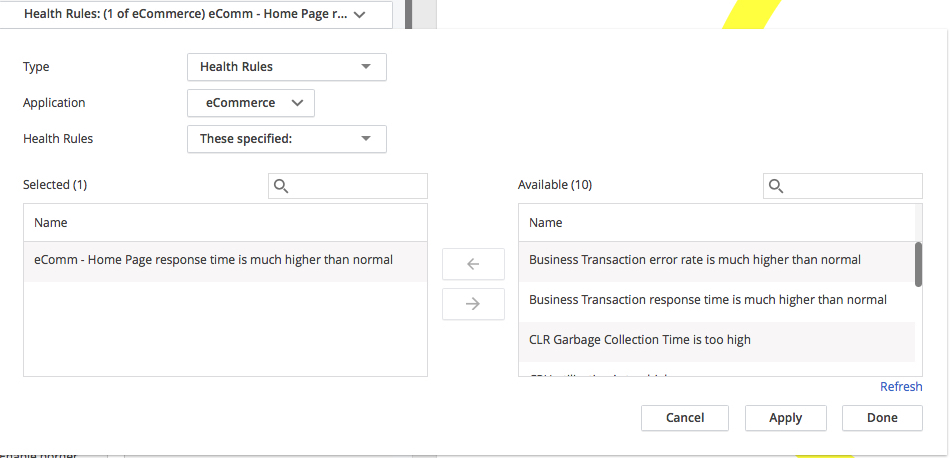 Health Rules: (1 of eCommerce) eComm - Home Page r...
Type
Health Rules
Application
eCommerce
Health Rules
These specified:
Selected (1)
Available (10)
Name
Name
eComm - Home Page response time is much higher than normal
Business Transaction error rate is much higher than normal
Business Transaction response time is much higher than normal
CLR Garbage Collection Time is too high
Refresh
Cancel
Apply
Done